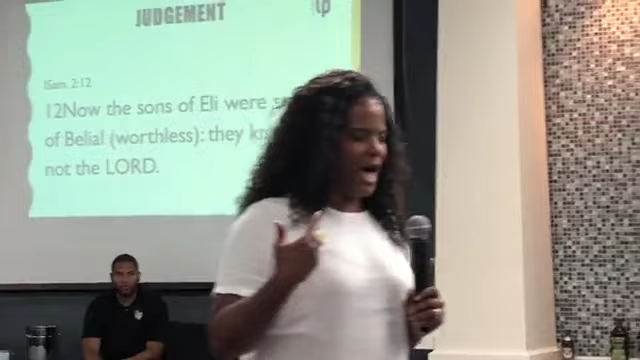 JUDGEMENT
lp
1Sam. 2:12
12Now the sons of Eli were
of Belial (worthless): they
not the LORD.